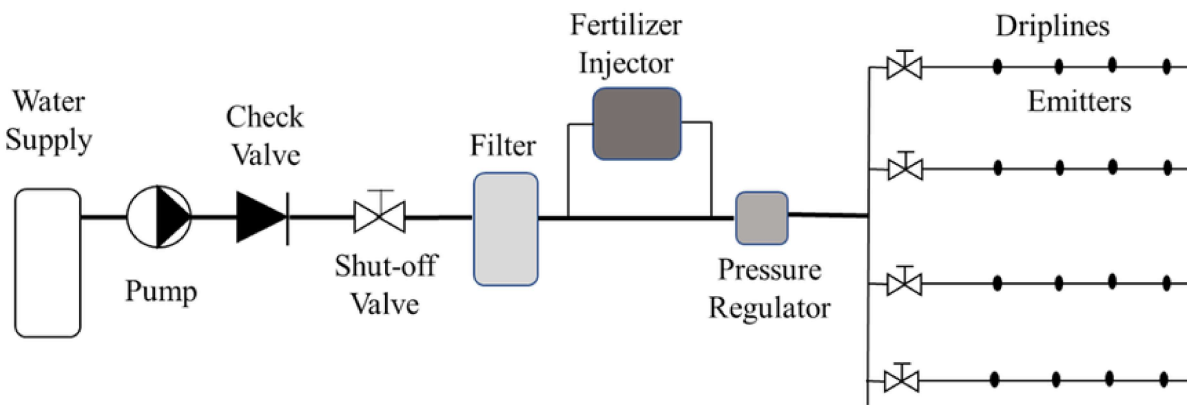 Water
Supply
Pump
Check
Valve
Shut-off
Valve
Filter
Fertilizer
Injector
Pressure
Regulator
Driplines
Emitters